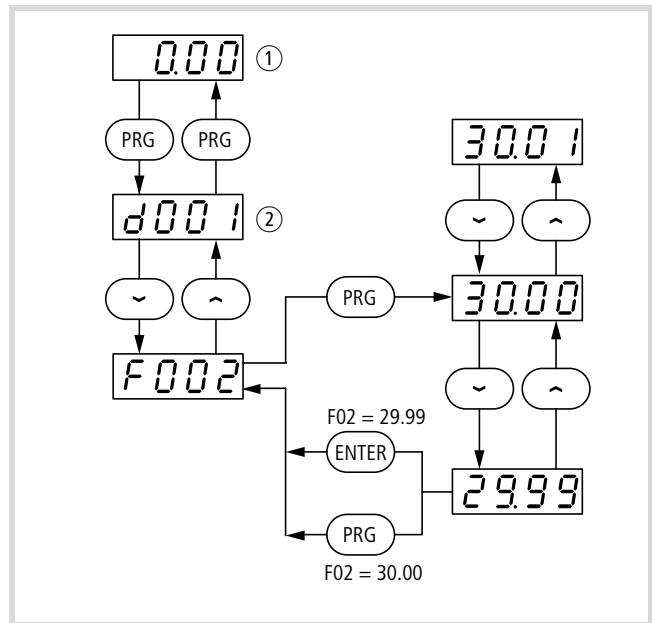 0.00 ①
PRG PRG
30.01
d001 ②
PRG
30.00
F002
F02 = 29.99
ENTER
29.99
PRG
F02 = 30.00